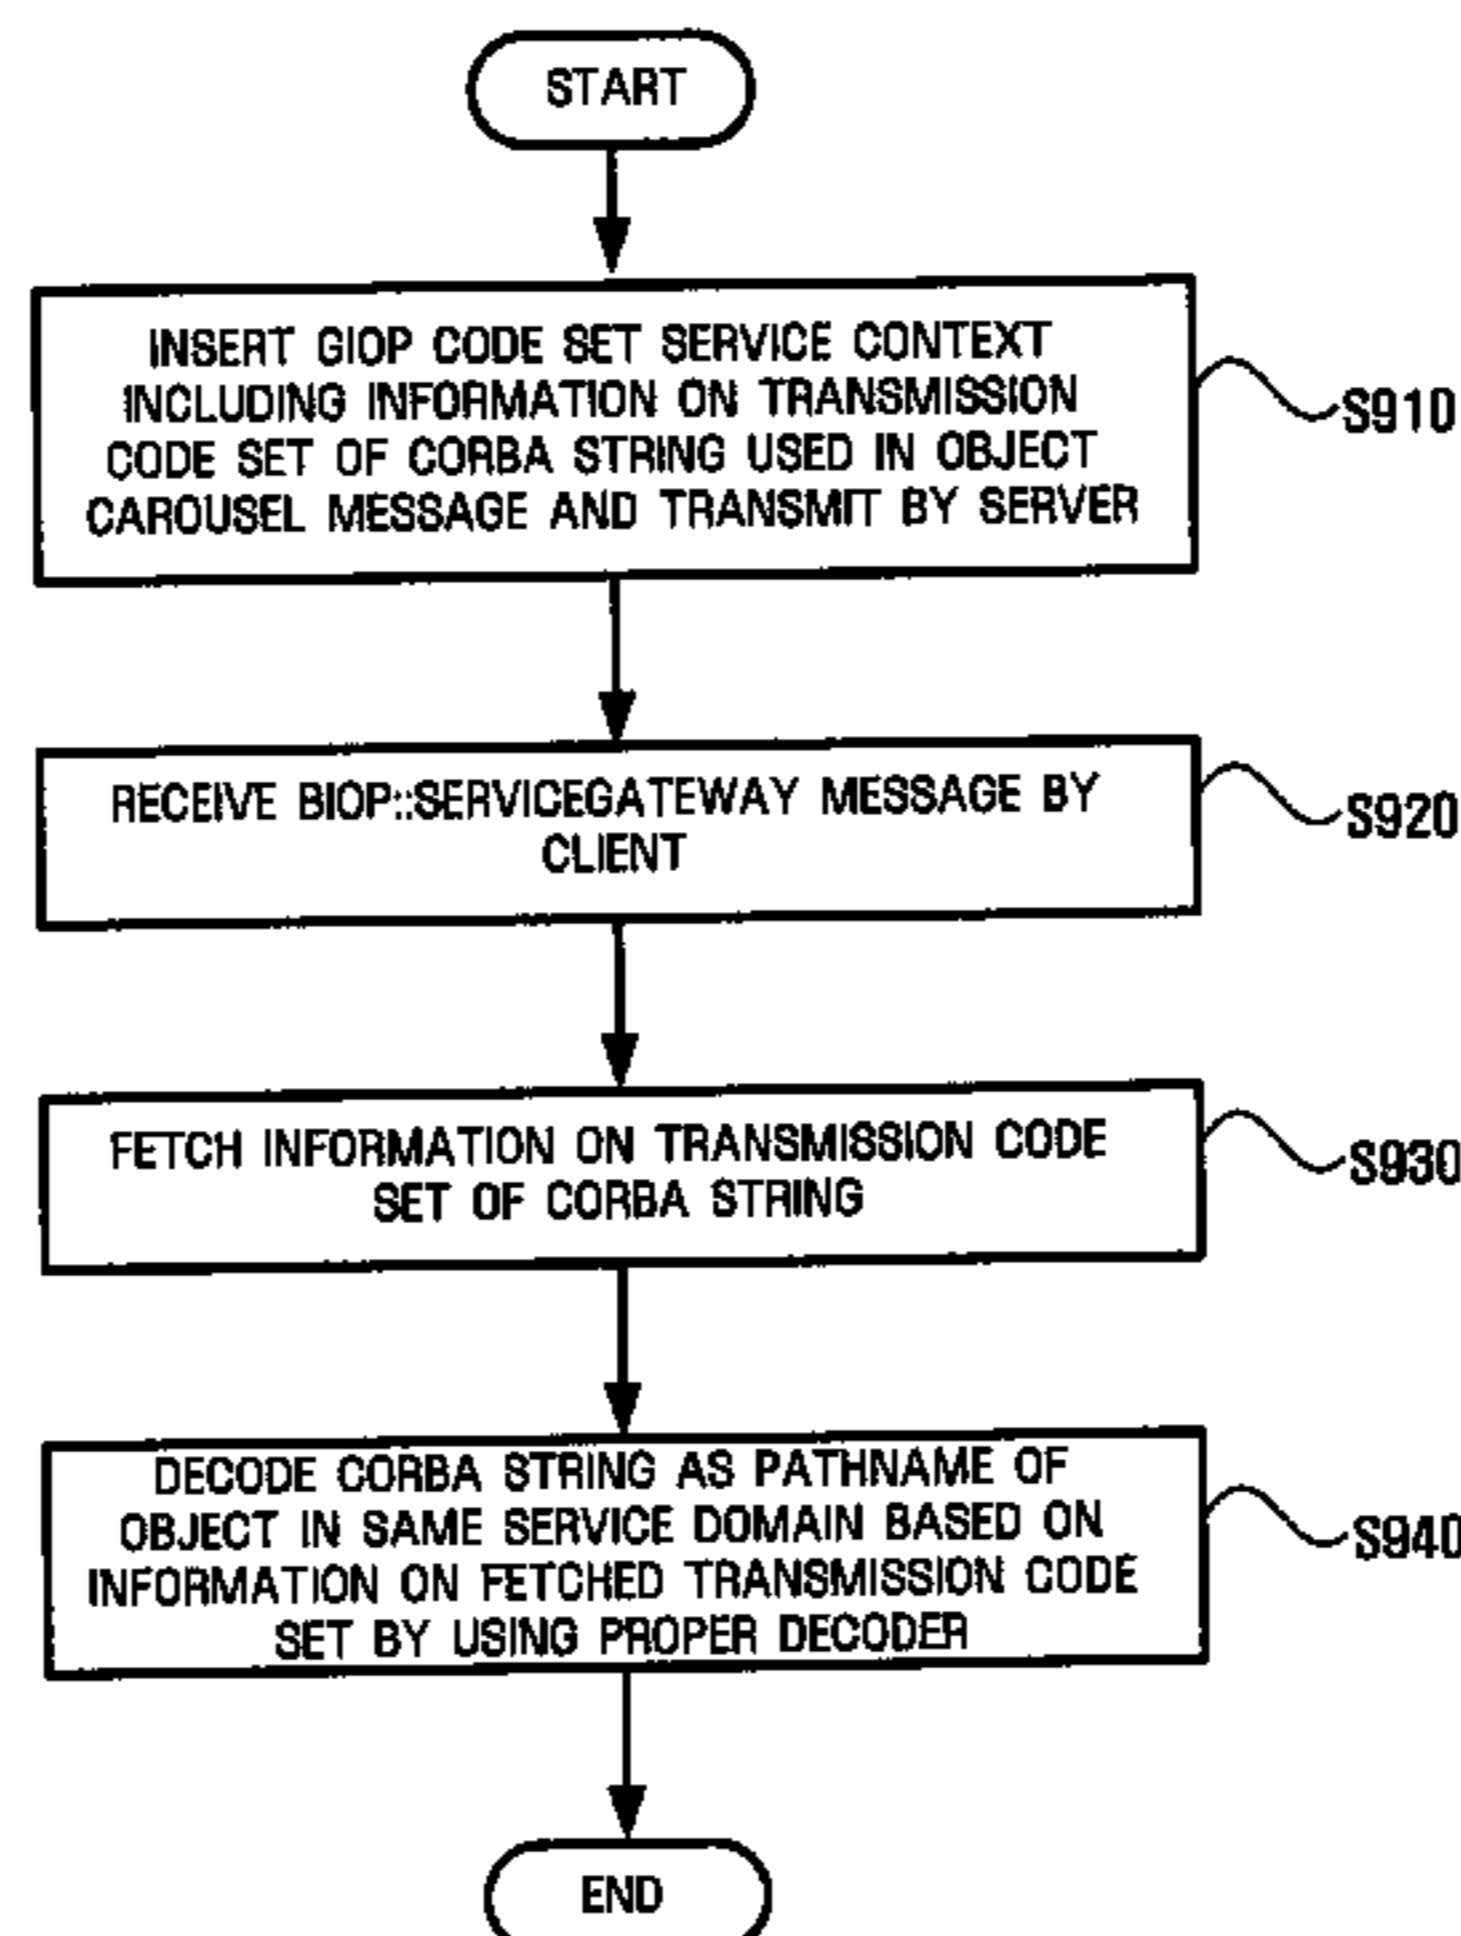 START
INSERT GIOP CODE SET SERVICE CONTEXT
INCLUDING INFORMATION ON TRANSMISSION
CODE SET OF CORBA STRING USED IN OBJECT
CAROUSEL MESSAGE AND TRANSMIT BY SERVER
S910
RECEIVE BIOP::SERVICEGATEWAY MESSAGE BY
CLIENT
S920
FETCH INFORMATION ON TRANSMISSION CODE
SET OF CORBA STRING
S930
DECODE CORBA STRING AS PATHNAME OF
OBJECT IN SAME SERVICE DOMAIN BASED ON
INFORMATION ON FETCHED TRANSMISSION CODE
SET BY USING PROPER DECODER
S940
END